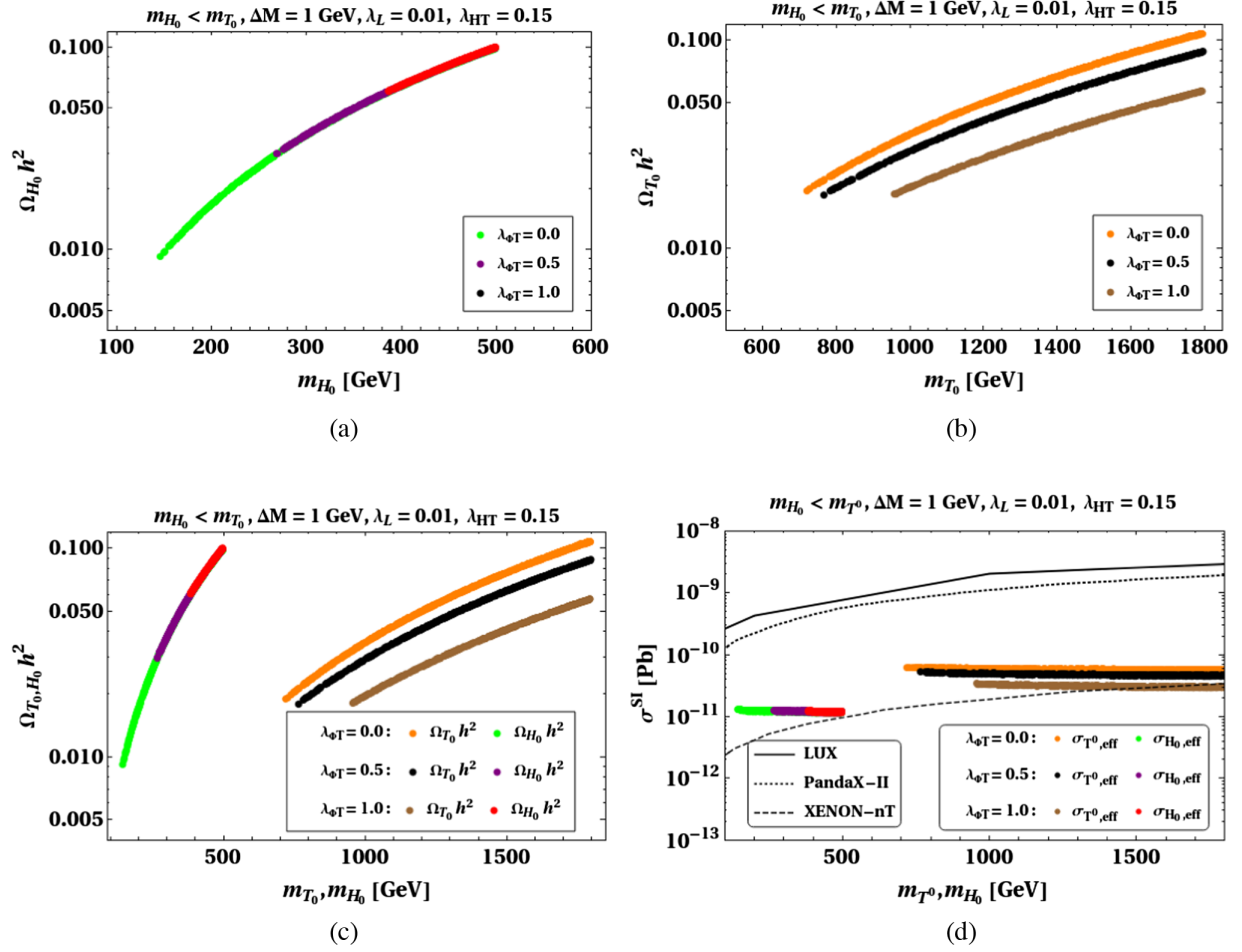 m_{H_0} < m_{T_0}, ΔM = 1 GeV, λ_L = 0.01, λ_{HT} = 0.15
0.100
0.050
0.010
0.005
Ω_{H_0} h^2
λ_{ΦT} = 0.0
λ_{ΦT} = 0.5
λ_{ΦT} = 1.0
100 200 300 400 500 600
m_{H_0} [GeV]
(a)
m_{H_0} < m_{T_0}, ΔM = 1 GeV, λ_L = 0.01, λ_{HT} = 0.15
0.100
0.050
0.010
0.005
Ω_{T_0} h^2
λ_{ΦT} = 0.0
λ_{ΦT} = 0.5
λ_{ΦT} = 1.0
600 800 1000 1200 1400 1600 1800
m_{T_0} [GeV]
(b)
m_{H_0} < m_{T_0}, ΔM = 1 GeV, λ_L = 0.01, λ_{HT} = 0.15
0.100
0.050
0.010
0.005
Ω_{T_0,H_0} h^2
λ_{ΦT} = 0.0: Ω_{T_0} h^2 Ω_{H_0} h^2
λ_{ΦT} = 0.5: Ω_{T_0} h^2 Ω_{H_0} h^2
λ_{ΦT} = 1.0: Ω_{T_0} h^2 Ω_{H_0} h^2
500 1000 1500
m_{T_0}, m_{H_0} [GeV]
(c)
m_{H_0} < m_{T^0}, ΔM = 1 GeV, λ_L = 0.01, λ_{HT} = 0.15
10^{-8}
10^{-9}
10^{-10}
10^{-11}
10^{-12}
10^{-13}
σ^{SI} [Pb]
LUX
PandaX-II
XENON-nT
λ_{ΦT} = 0.0: σ_{T^0,eff} σ_{H_0,eff}
λ_{ΦT} = 0.5: σ_{T^0,eff} σ_{H_0,eff}
λ_{ΦT} = 1.0: σ_{T^0,eff} σ_{H_0,eff}
500 1000 1500
m_{T^0}, m_{H_0} [GeV]
(d)